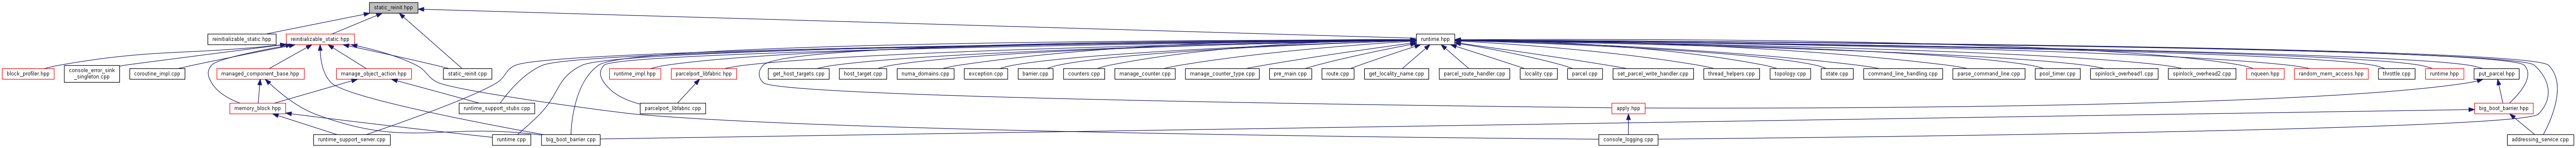 static_reinit.hpp
reinitializable_static.hpp
reinitializable_static.hpp
runtime.hpp
block_profiler.hpp
console_error_sink
_singleton.cpp
coroutine_impl.cpp
managed_component_base.hpp
manage_object_action.hpp
static_reinit.cpp
runtime_impl.hpp
parcelport_libfabric.hpp
get_host_targets.cpp
host_target.cpp
numa_domains.cpp
exception.cpp
barrier.cpp
counters.cpp
manage_counter.cpp
manage_counter_type.cpp
pre_main.cpp
route.cpp
get_locality_name.cpp
parcel_route_handler.cpp
locality.cpp
parcel.cpp
set_parcel_write_handler.cpp
thread_helpers.cpp
topology.cpp
state.cpp
command_line_handling.cpp
parse_command_line.cpp
pool_timer.cpp
spinlock_overhead1.cpp
spinlock_overhead2.cpp
nqueen.hpp
random_mem_access.hpp
throttle.cpp
runtime.hpp
put_parcel.hpp
memory_block.hpp
runtime_support_stubs.cpp
parcelport_libfabric.cpp
apply.hpp
big_boot_barrier.hpp
runtime_support_server.cpp
runtime.cpp
big_boot_barrier.cpp
console_logging.cpp
addressing_service.cpp